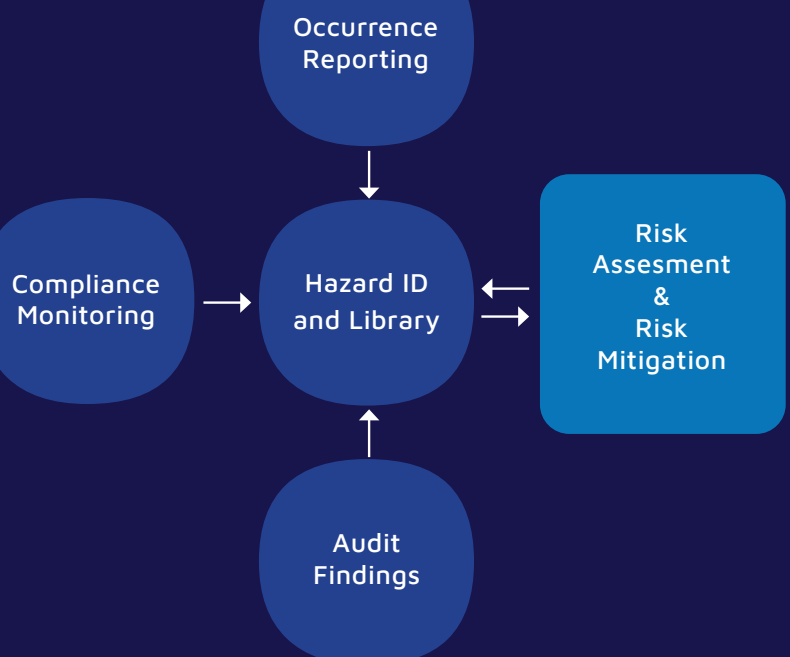 Occurrence
Reporting
Compliance
Monitoring
Hazard ID
and Library
Risk
Assesment
&
Risk
Mitigation
Audit
Findings